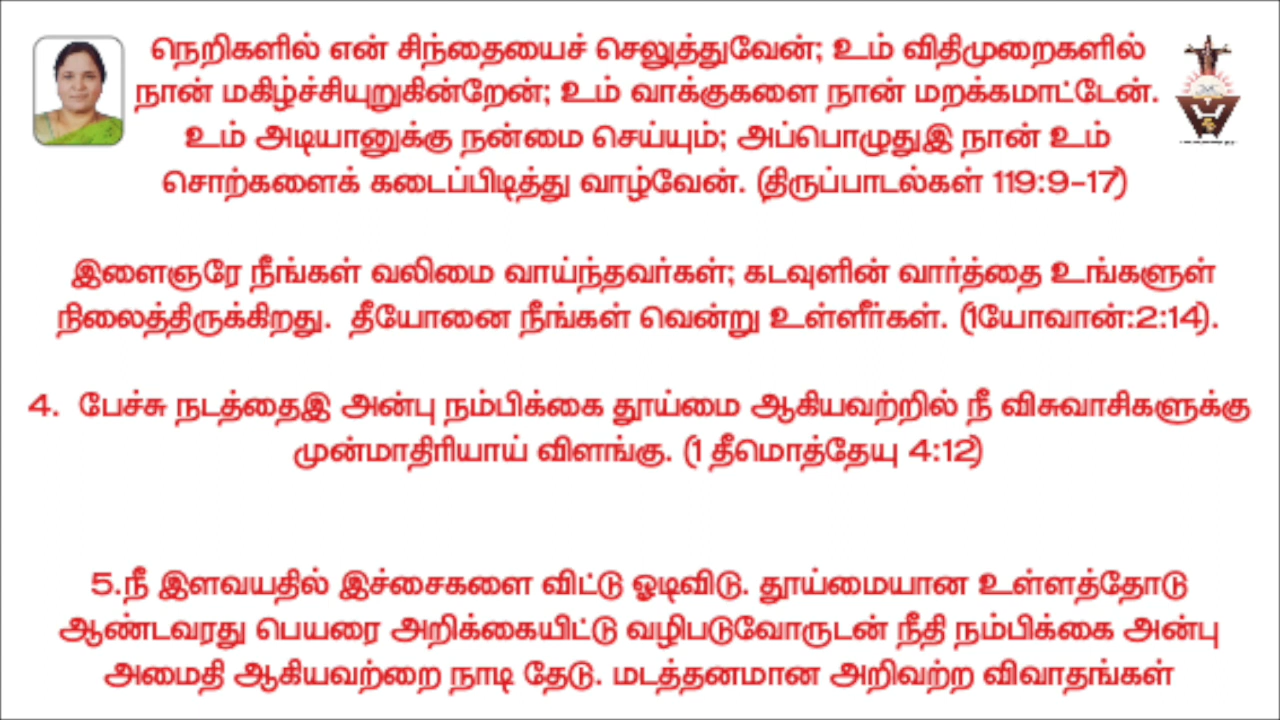 நெறிகளில் என் சிந்தையைச் செலுத்துவேன்; உம் விதிமுறைகளில்
நான் மகிழ்ச்சியுறுகின்றேன்; உம் வாக்குகளை நான் மறக்கமாட்டேன்.
உம் அடியானுக்கு நன்மை செய்யும்; அப்பொழுதுஇ நான் உம்
சொற்களைக் கடைப்பிடித்து வாழ்வேன். (திருப்பாடல்கள் 119:9-17)
இளைஞரே நீங்கள் வலிமை வாய்ந்தவர்கள்; கடவுளின் வார்த்தை உங்களுள்
நிலைத்திருக்கிறது. தீயோனை நீங்கள் வென்று உள்ளீர்கள். (1யோவான்:2:14).
4. பேச்சு நடத்தைஇ அன்பு நம்பிக்கை தூய்மை ஆகியவற்றில் நீ விசுவாசிகளுக்கு
முன்மாதிரியாய் விளங்கு. (1 தீமொத்தேயு 4:12)
5.நீ இளவயதில் இச்சைகளை விட்டு ஓடிவிடு. தூய்மையான உள்ளத்தோடு
ஆண்டவரது பெயரை அறிக்கையிட்டு வழிபடுவோருடன் நீதி நம்பிக்கை அன்பு
அமைதி ஆகியவற்றை நாடி தேடு. மடத்தனமான அறிவற்ற விவாதங்கள்